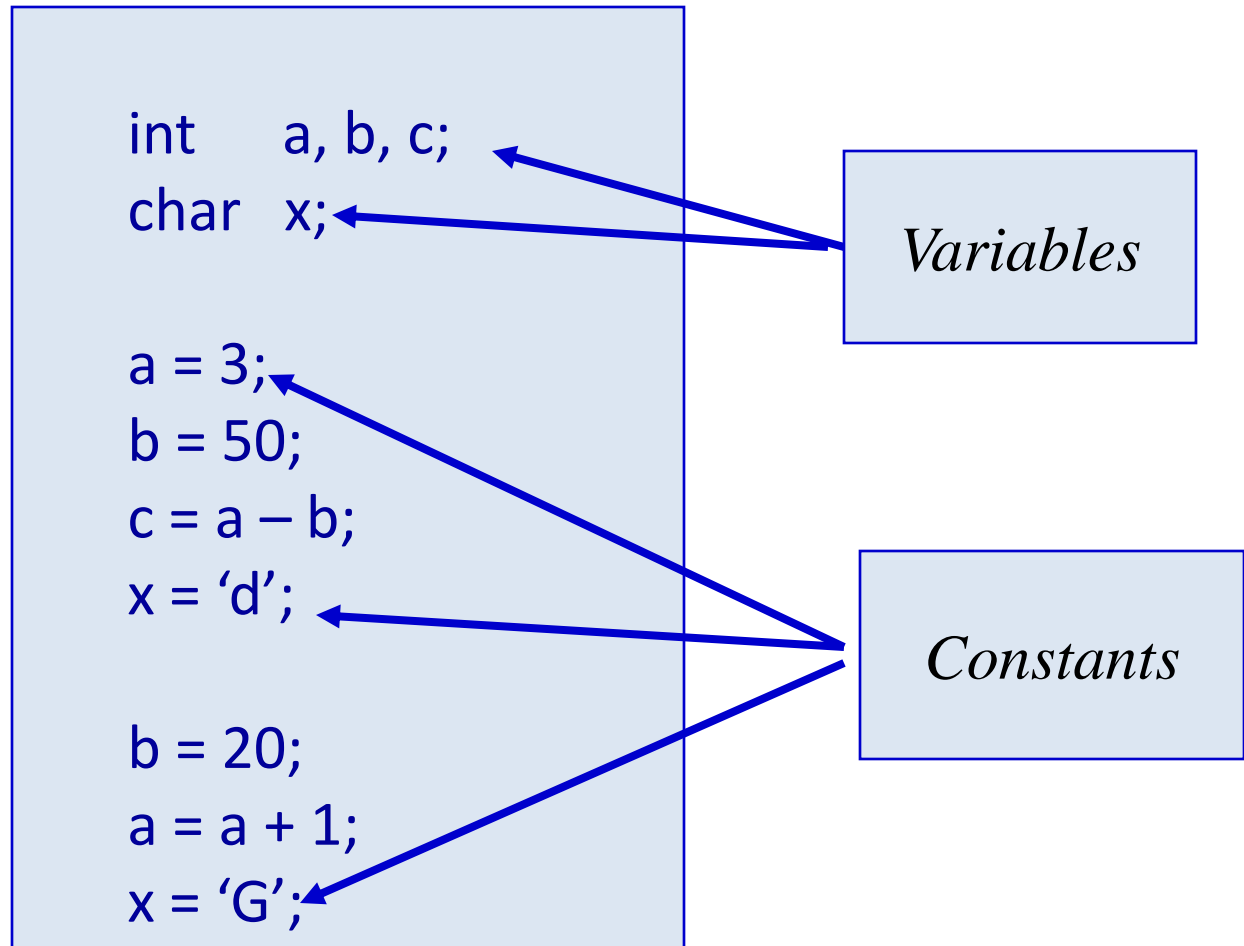 int a, b, c;
char x;
Variables
a = 3;
b = 50;
c = a – b;
x = ‘d’;
Constants
b = 20;
a = a + 1;
x = ‘G’;